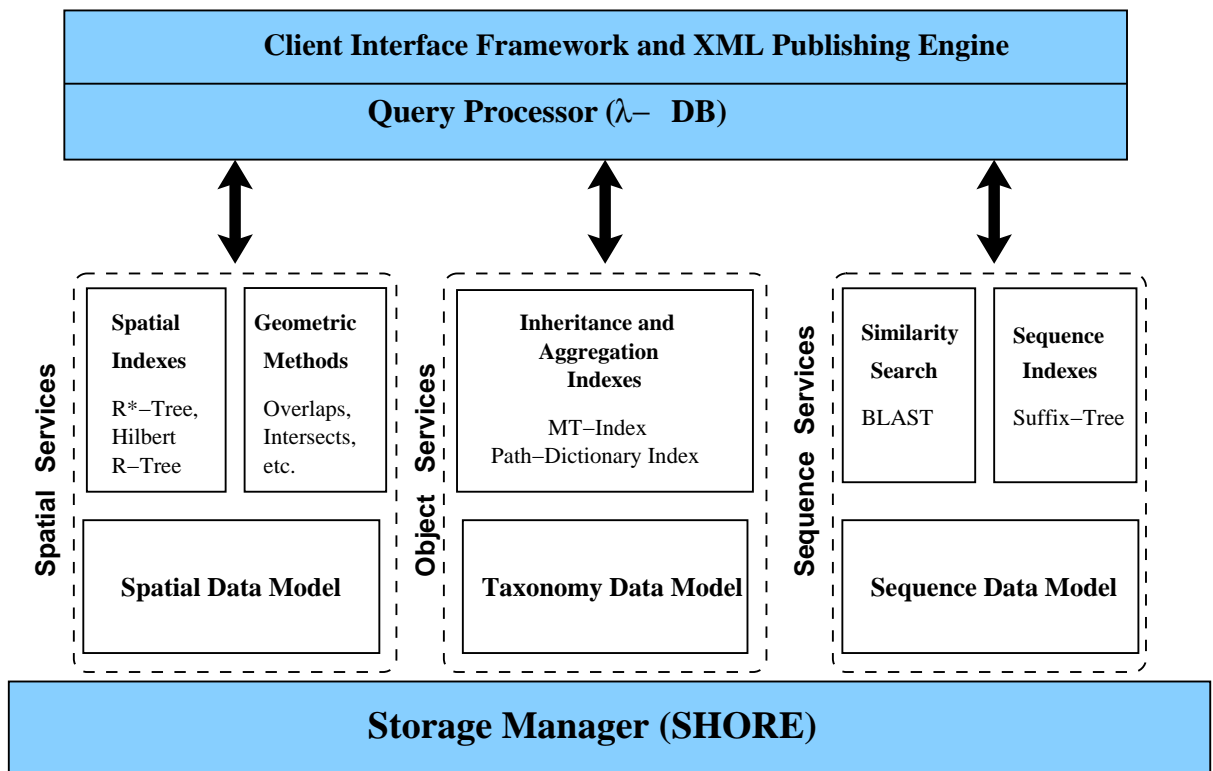 Client Interface Framework and XML Publishing Engine
Query Processor (λ− DB)
Spatial Services
Spatial
Indexes
R*−Tree,
Hilbert
R−Tree
Geometric
Methods
Overlaps,
Intersects,
etc.
Spatial Data Model
Object Services
Inheritance and
Aggregation
Indexes
MT−Index
Path−Dictionary Index
Taxonomy Data Model
Sequence Services
Similarity
Search
BLAST
Sequence
Indexes
Suffix−Tree
Sequence Data Model
Storage Manager (SHORE)